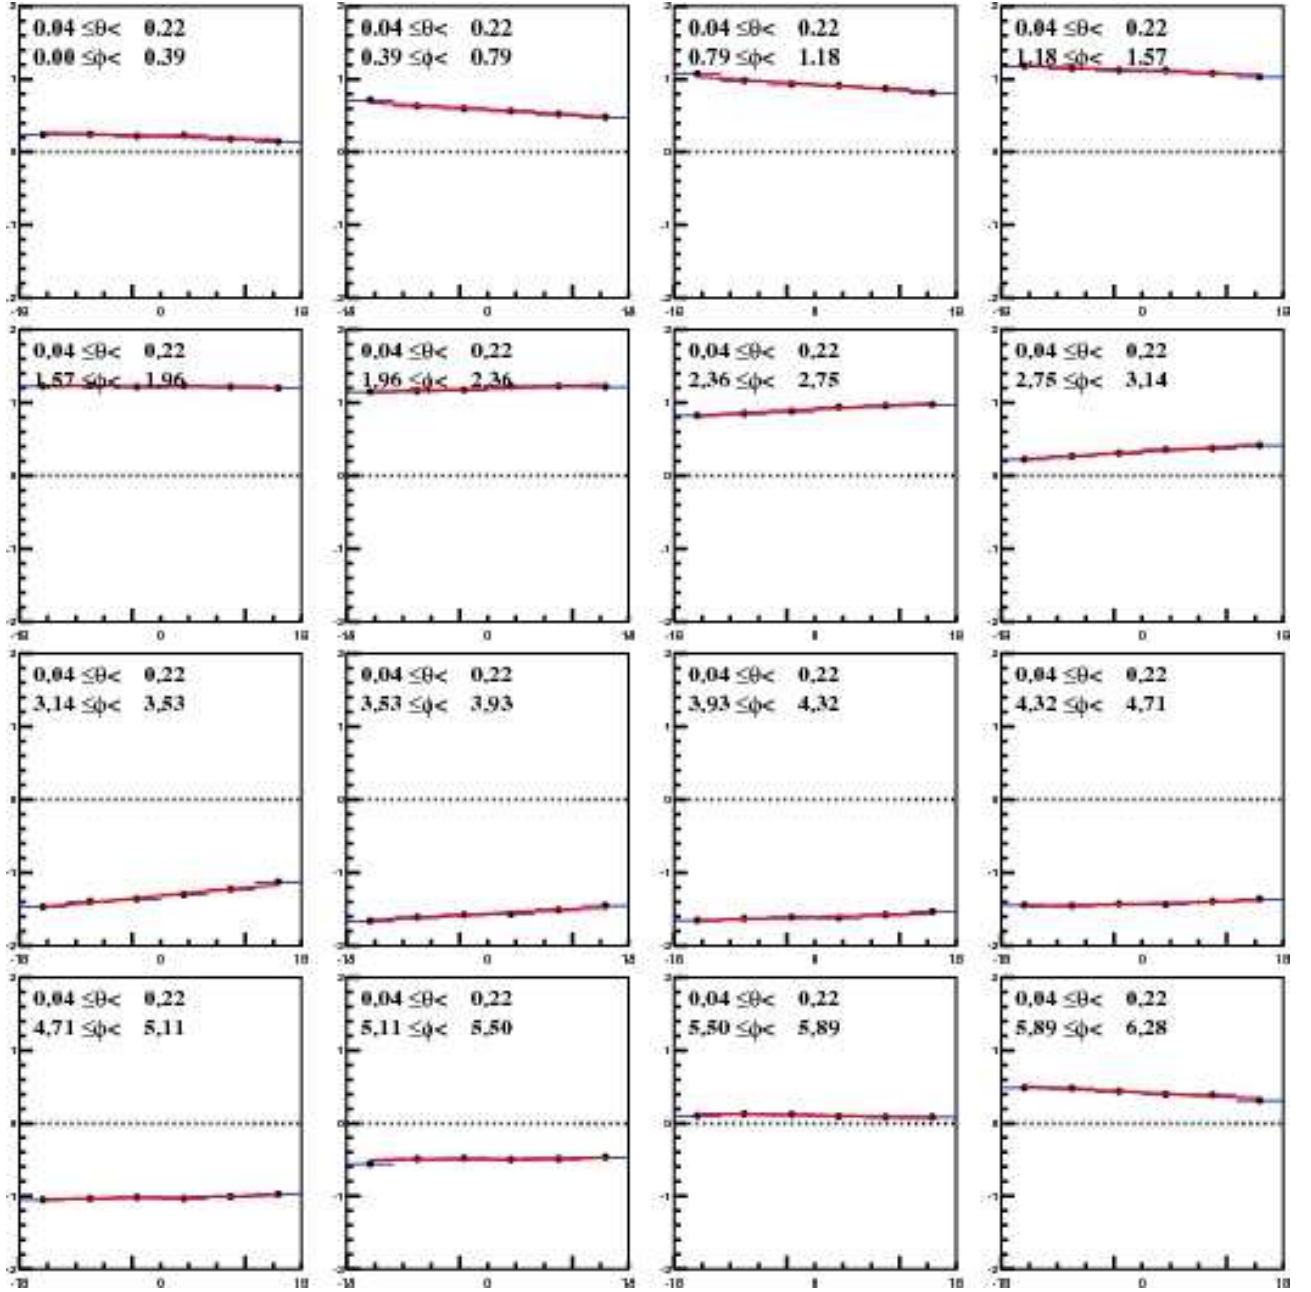 0.04 ≤θ< 0.22
0.00 ≤ϕ< 0.39
0.04 ≤θ< 0.22
0.39 ≤ϕ< 0.79
0.04 ≤θ< 0.22
0.79 ≤ϕ< 1.18
0.04 ≤θ< 0.22
1.18 ≤ϕ< 1.57
0,04 ≤θ< 0,22
1,57 ≤ϕ< 1,96
0,04 ≤θ< 0,22
1,96 ≤ϕ< 2,36
0,04 ≤θ< 0,22
2,36 ≤ϕ< 2,75
0,04 ≤θ< 0,22
2,75 ≤ϕ< 3,14
0,04 ≤θ< 0,22
3,14 ≤ϕ< 3,53
0,04 ≤θ< 0,22
3,53 ≤ϕ< 3,93
0,04 ≤θ< 0,22
3,93 ≤ϕ< 4,32
0,04 ≤θ< 0,22
4,32 ≤ϕ< 4,71
0,04 ≤θ< 0,22
4,71 ≤ϕ< 5,11
0,04 ≤θ< 0,22
5,11 ≤ϕ< 5,50
0,04 ≤θ< 0,22
5,50 ≤ϕ< 5,89
0,04 ≤θ< 0,22
5,89 ≤ϕ< 6,28